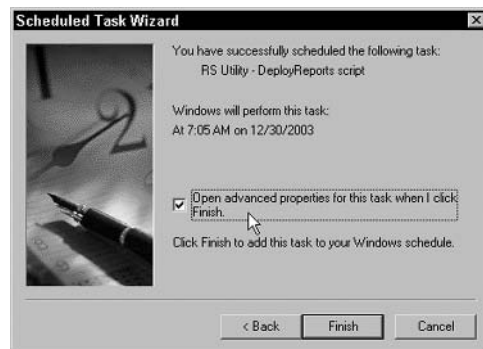 Scheduled Task Wizard
You have successfully scheduled the following task:
RS Utility - DeployReports script
Windows will perform this task:
At 7:05 AM on 12/30/2003
Open advanced properties for this task when I click
Finish.
Click Finish to add this task to your Windows schedule.
< Back
Finish
Cancel